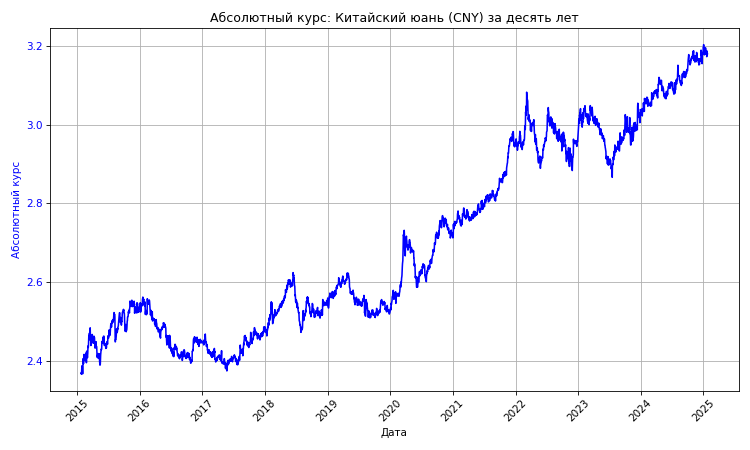 Абсолютный курс: Китайский юань (CNY) за десять лет
Абсолютный курс
3.2
3.0
2.8
2.6
2.4
2015 2016 2017 2018 2019 2020 2021 2022 2023 2024 2025
Дата